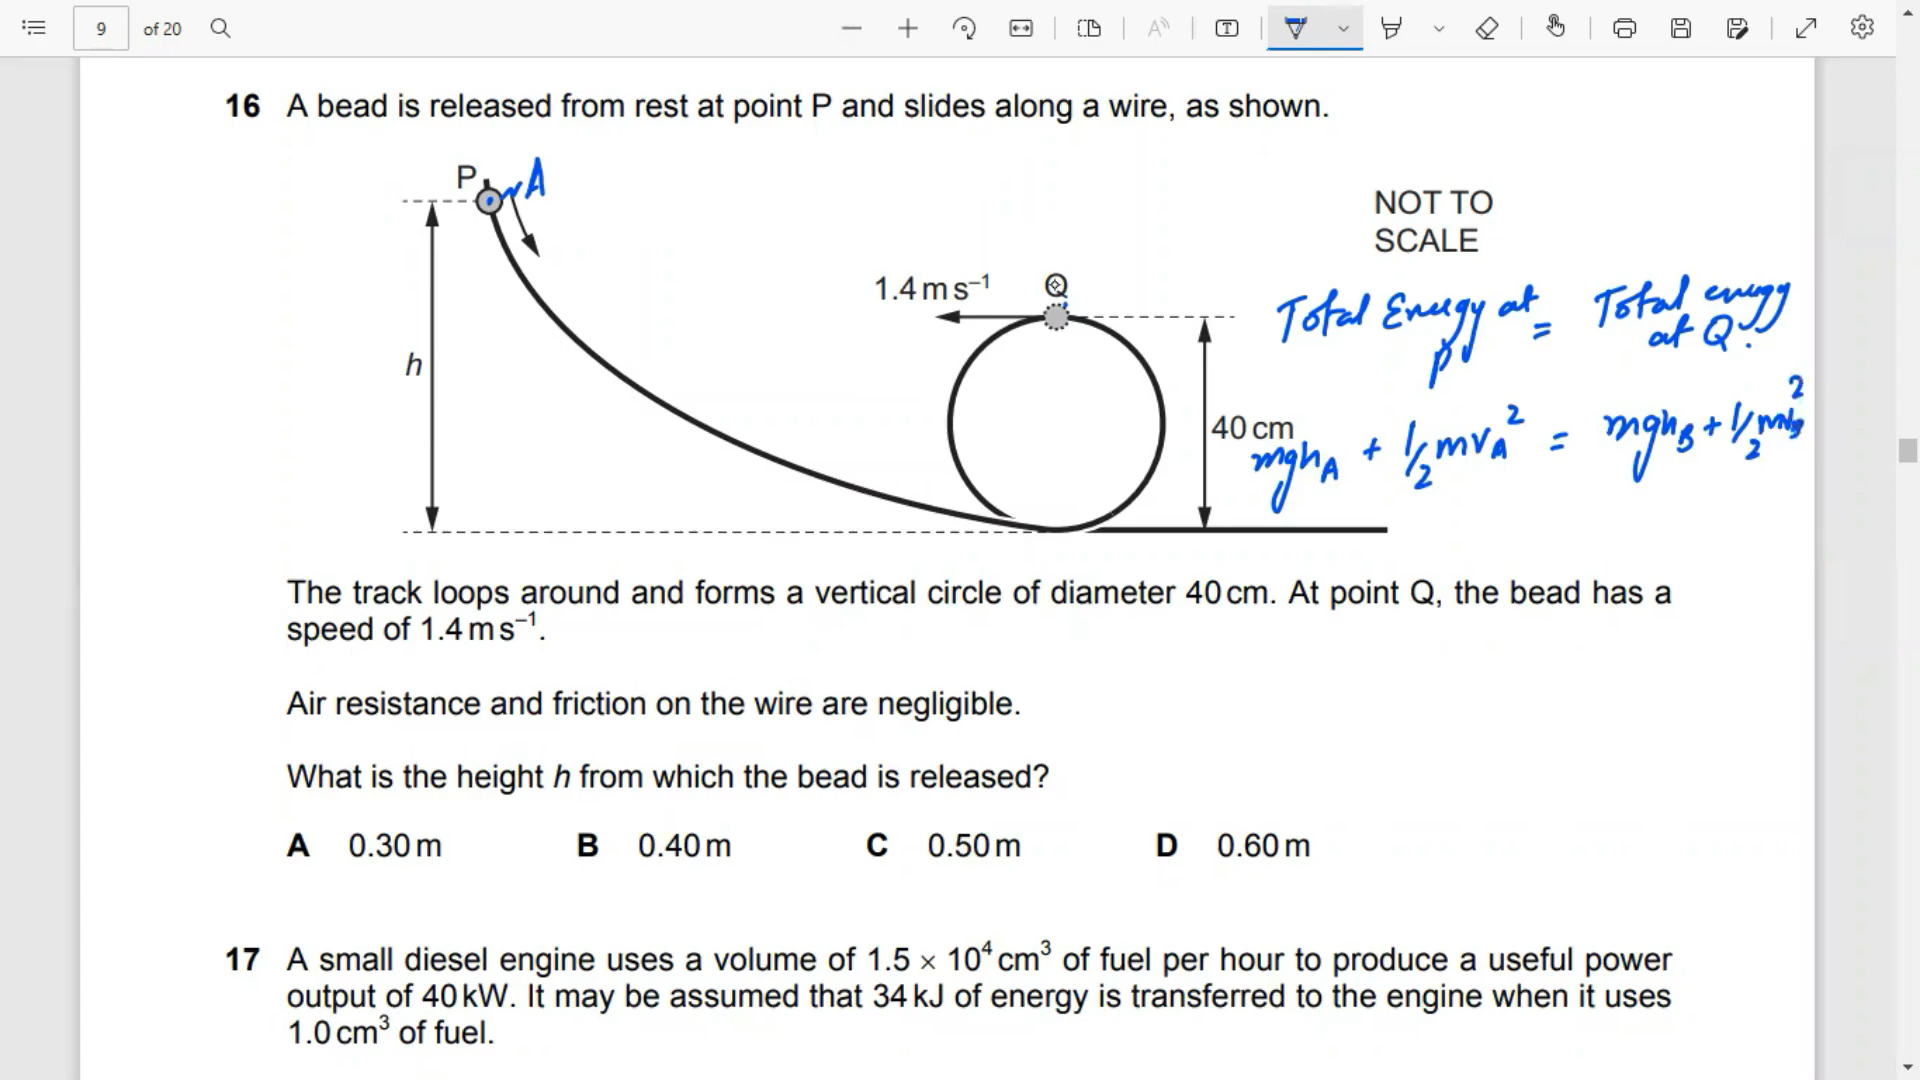 9 of 20
16 A bead is released from rest at point P and slides along a wire, as shown.
P A
NOT TO
SCALE
1.4 m s⁻¹ Q
h
40 cm
Total Energy at P = Total energy at Q.
mgh_A + 1/2 mv_A² = mgh_B + 1/2 mv_B²
The track loops around and forms a vertical circle of diameter 40 cm. At point Q, the bead has a
speed of 1.4 m s⁻¹.
Air resistance and friction on the wire are negligible.
What is the height h from which the bead is released?
A 0.30 m B 0.40 m C 0.50 m D 0.60 m
17 A small diesel engine uses a volume of 1.5 × 10⁴ cm³ of fuel per hour to produce a useful power
output of 40 kW. It may be assumed that 34 kJ of energy is transferred to the engine when it uses
1.0 cm³ of fuel.